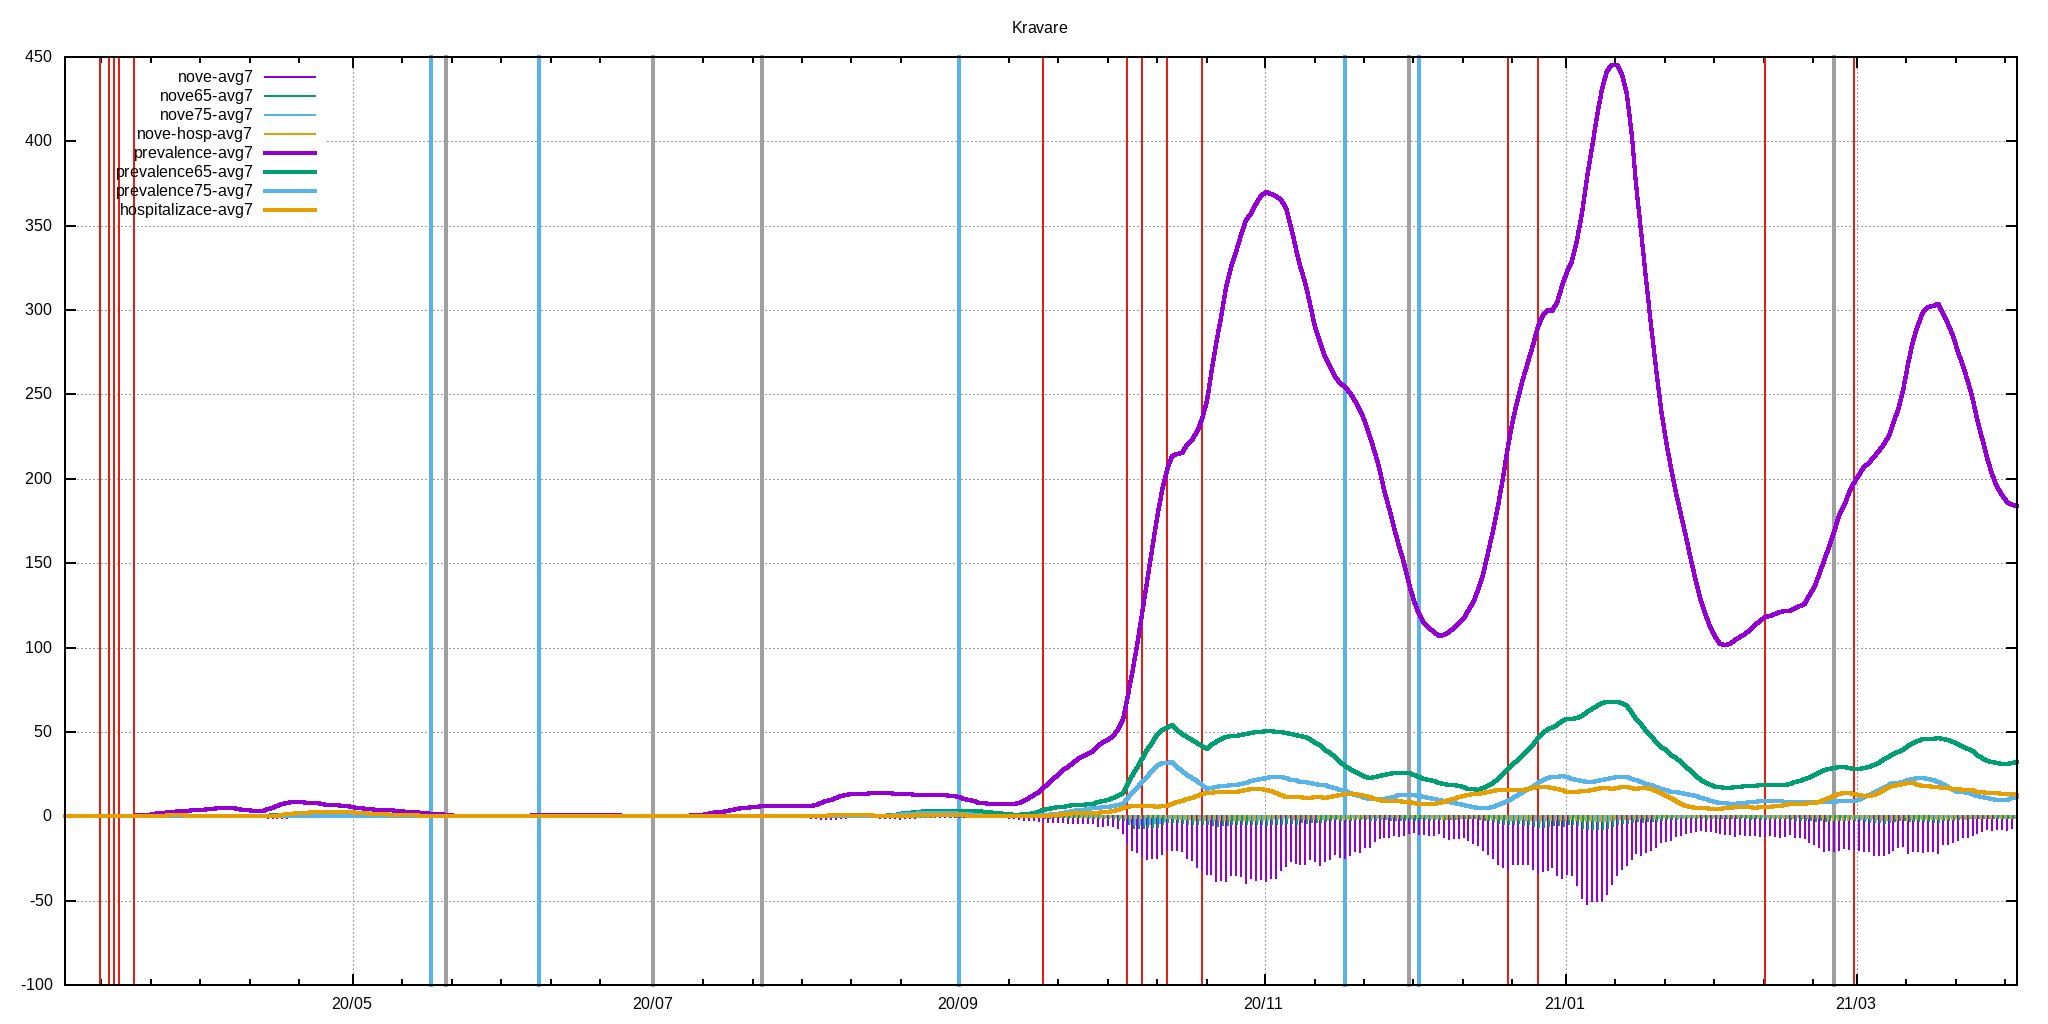 Kravare
450
400
350
300
250
200
150
100
50
0
-50
-100
nove-avg7
nove65-avg7
nove75-avg7
nove-hosp-avg7
prevalence-avg7
prevalence65-avg7
prevalence75-avg7
hospitalizace-avg7
20/05 20/07 20/09 20/11 21/01 21/03